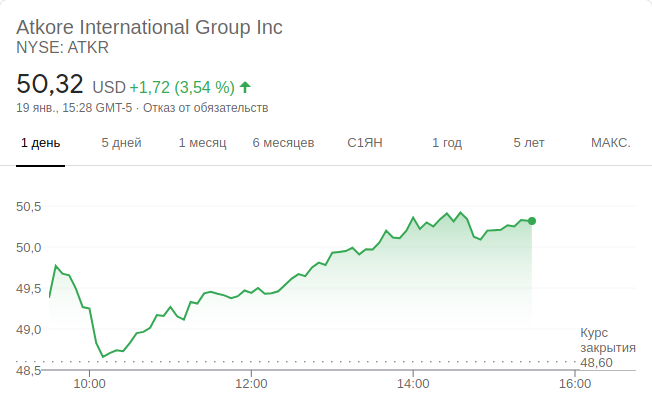 Atkore International Group Inc
NYSE: ATKR
50,32 USD +1,72 (3,54 %)
19 янв., 15:28 GMT-5 · Отказ от обязательств
1 день 5 дней 1 месяц 6 месяцев С1ЯН 1 год 5 лет МАКС.
50,5
50,0
49,5
49,0
48,5
Курс
закрытия
48,60
10:00 12:00 14:00 16:00